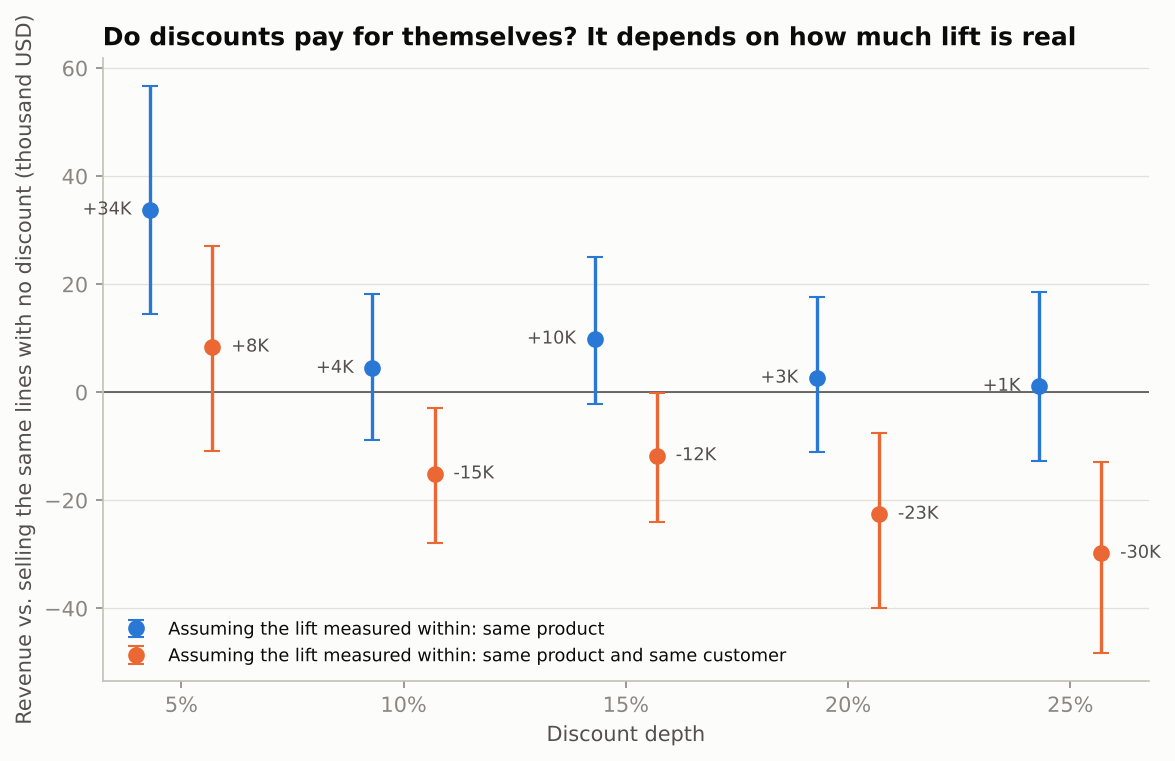 Do discounts pay for themselves? It depends on how much lift is real
Revenue vs. selling the same lines with no discount (thousand USD)
60
40
20
0
−20
−40
+34K
+8K
+4K
-15K
+10K
-12K
+3K
-23K
+1K
-30K
Assuming the lift measured within: same product
Assuming the lift measured within: same product and same customer
5%
10%
15%
20%
25%
Discount depth